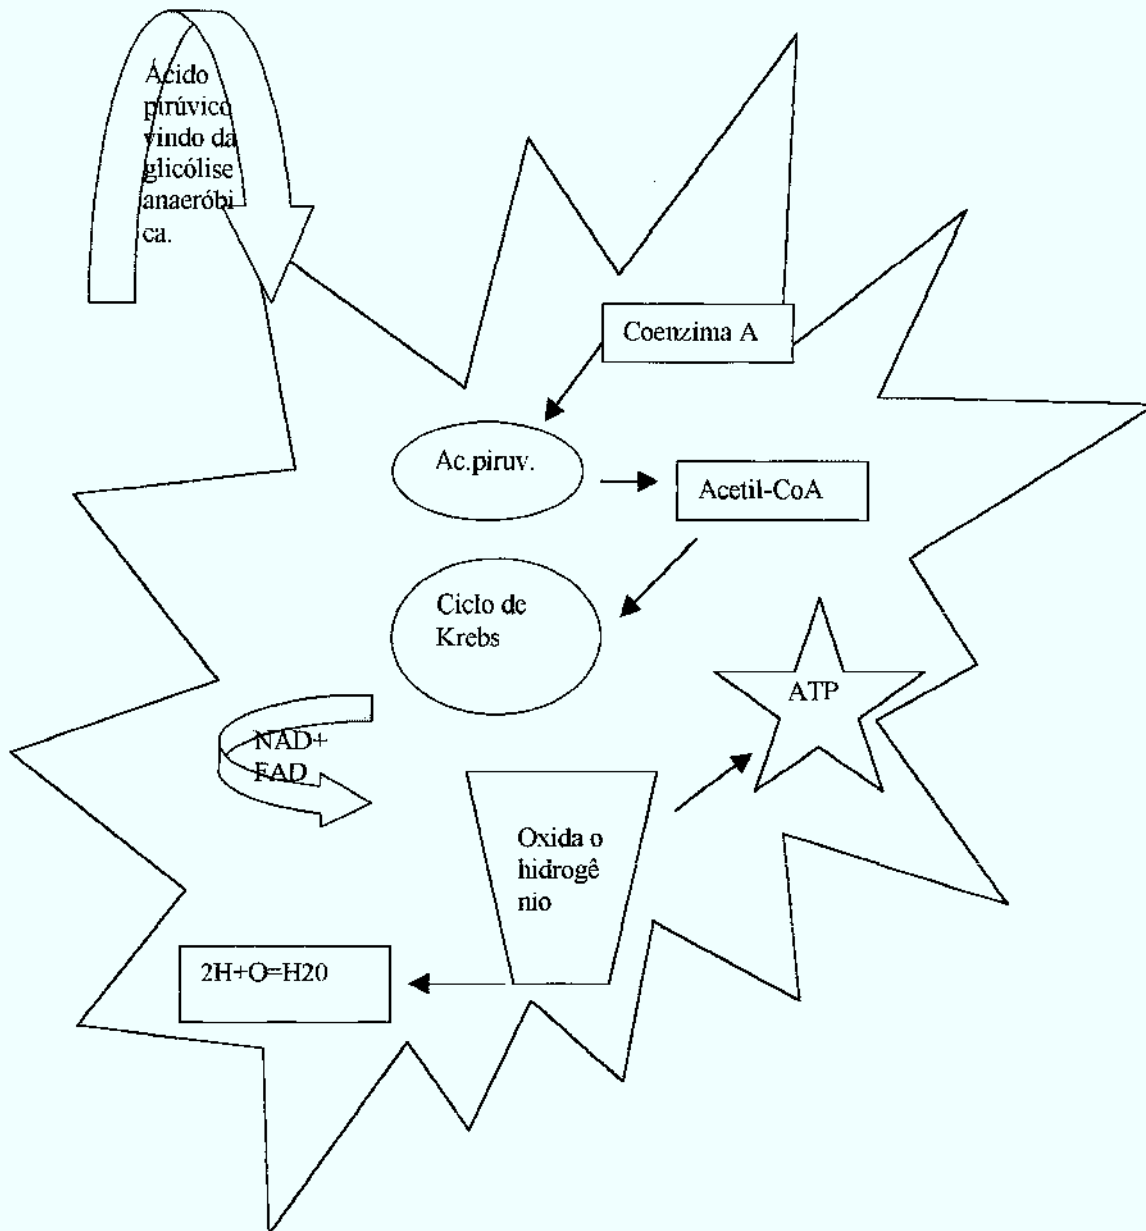 Ácido
pirúvico
vindo da
glicólise
anaeróbi
ca.
Coenzima A
Ac.piruv.
Acetil-CoA
Ciclo de
Krebs
ATP
NAD+
FAD
Oxida o
hidrogê
nio
2H+O=H20